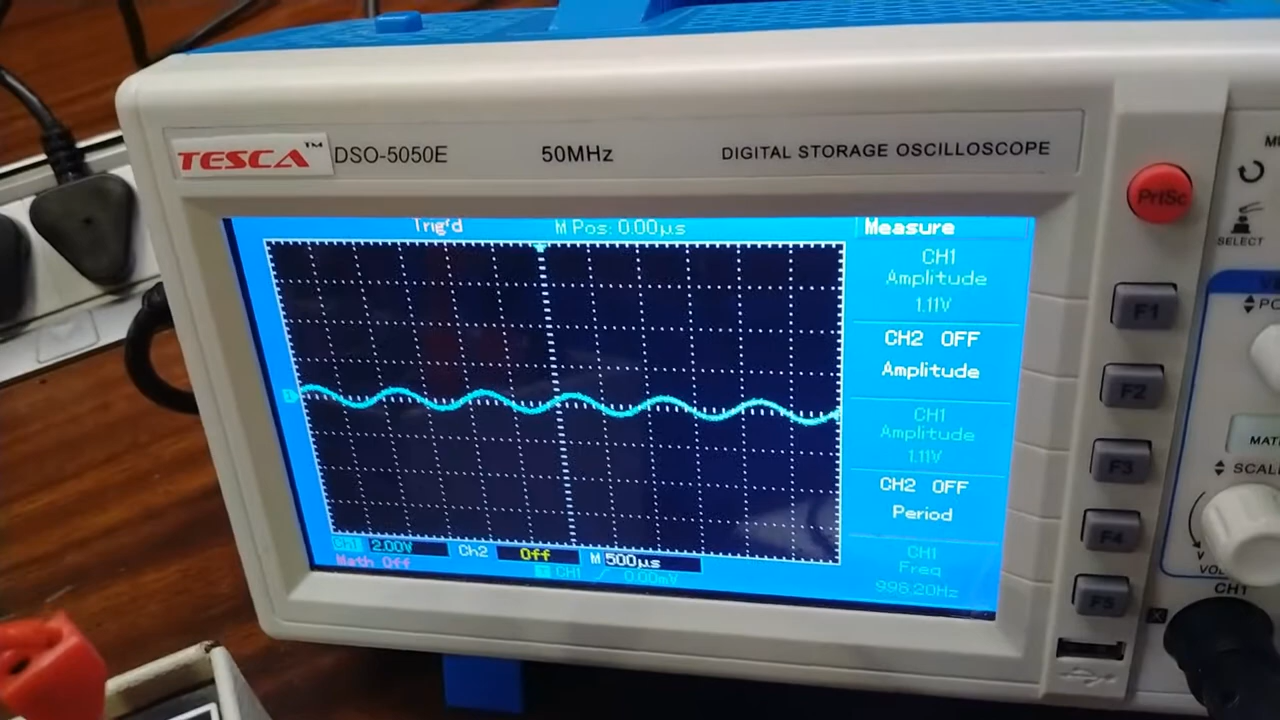 TESCA™ DSO-5050E 50MHz DIGITAL STORAGE OSCILLOSCOPE
PrtSc
SELECT
Trig'd M Pos: 0.00µs Measure
CH1
Amplitude
1.11V
F1
CH2 OFF
Amplitude
F2
CH1
Amplitude
1.11V
F3
CH2 OFF
Period
F4
CH1
Freq
998.20Hz
F5
1
CH1 2.00V Ch2 Off M 500µs
Math Off CH1 0.00mV
CH1